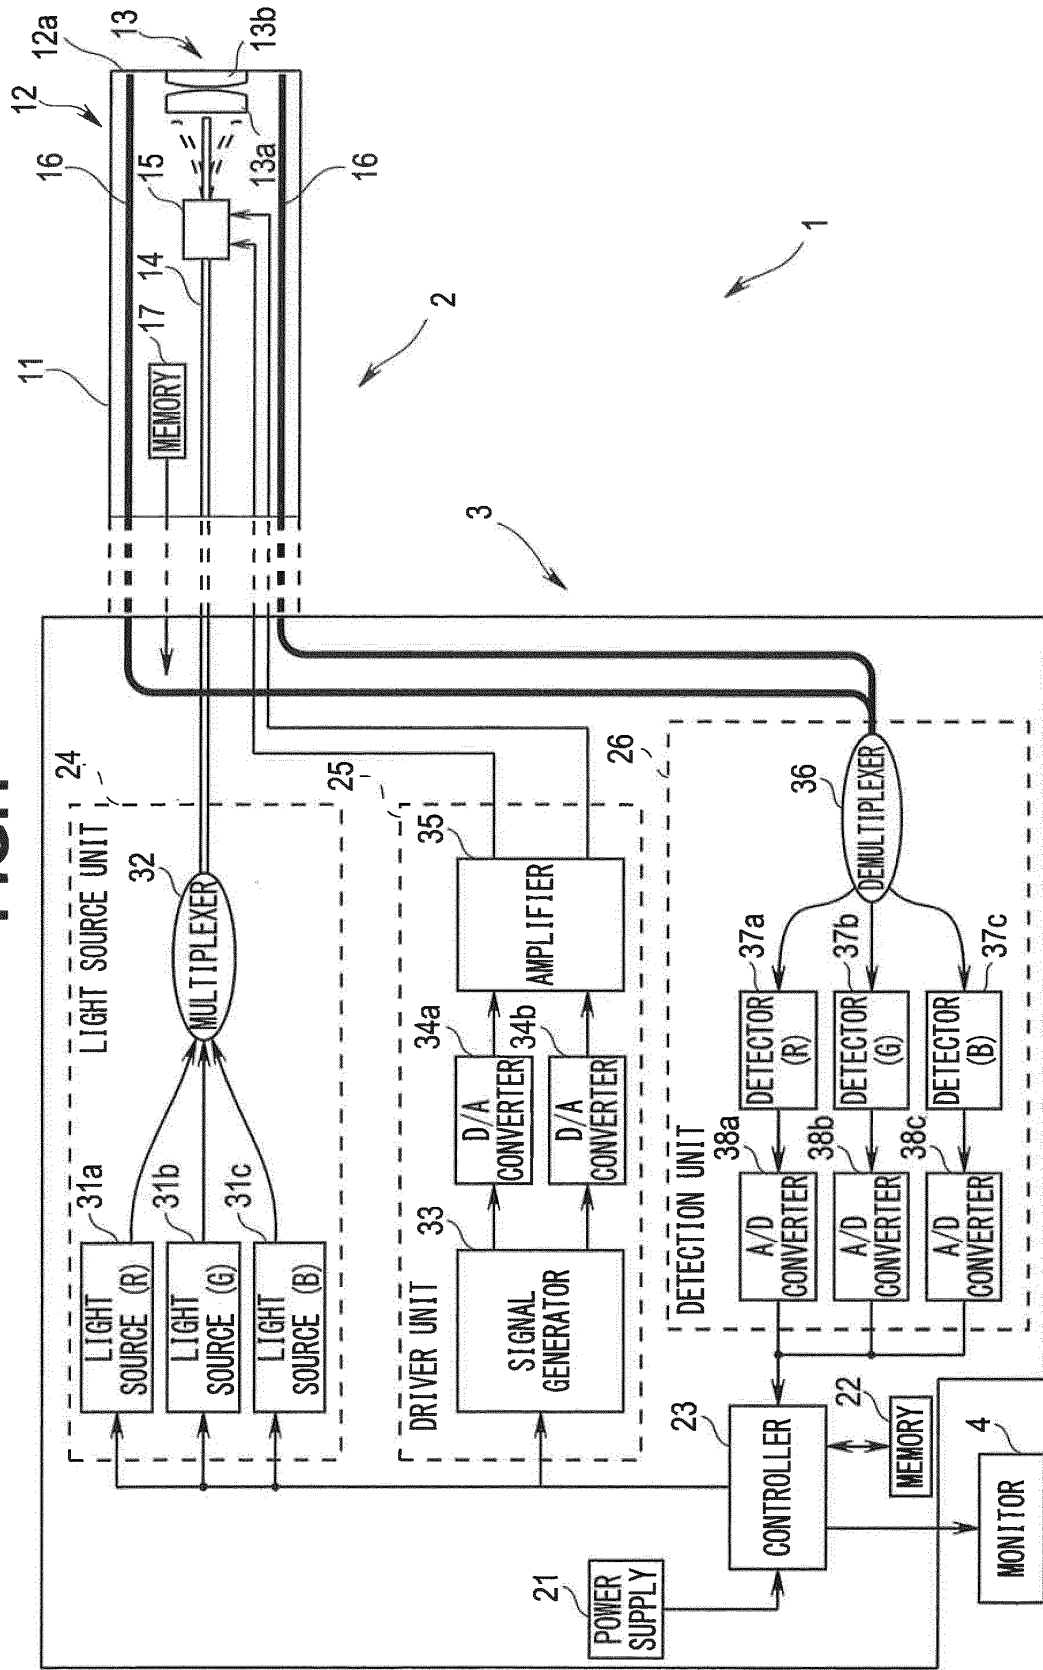 LIGHT SOURCE UNIT
24
31a
LIGHT
SOURCE (R)
31b
LIGHT
SOURCE (G)
31c
LIGHT
SOURCE (B)
32
MULTIPLEXER
DRIVER UNIT
25
33
SIGNAL
GENERATOR
34a
D/A
CONVERTER
34b
D/A
CONVERTER
35
AMPLIFIER
DETECTION UNIT
26
38a
A/D
CONVERTER
38b
A/D
CONVERTER
38c
A/D
CONVERTER
37a
DETECTOR
(R)
37b
DETECTOR
(G)
37c
DETECTOR
(B)
36
DEMULTIPLEXER
21
POWER
SUPPLY
23
CONTROLLER
22
MEMORY
4
MONITOR
3
11
17
MEMORY
14
15
16
16
12
12a
13
13b
13a
2
1